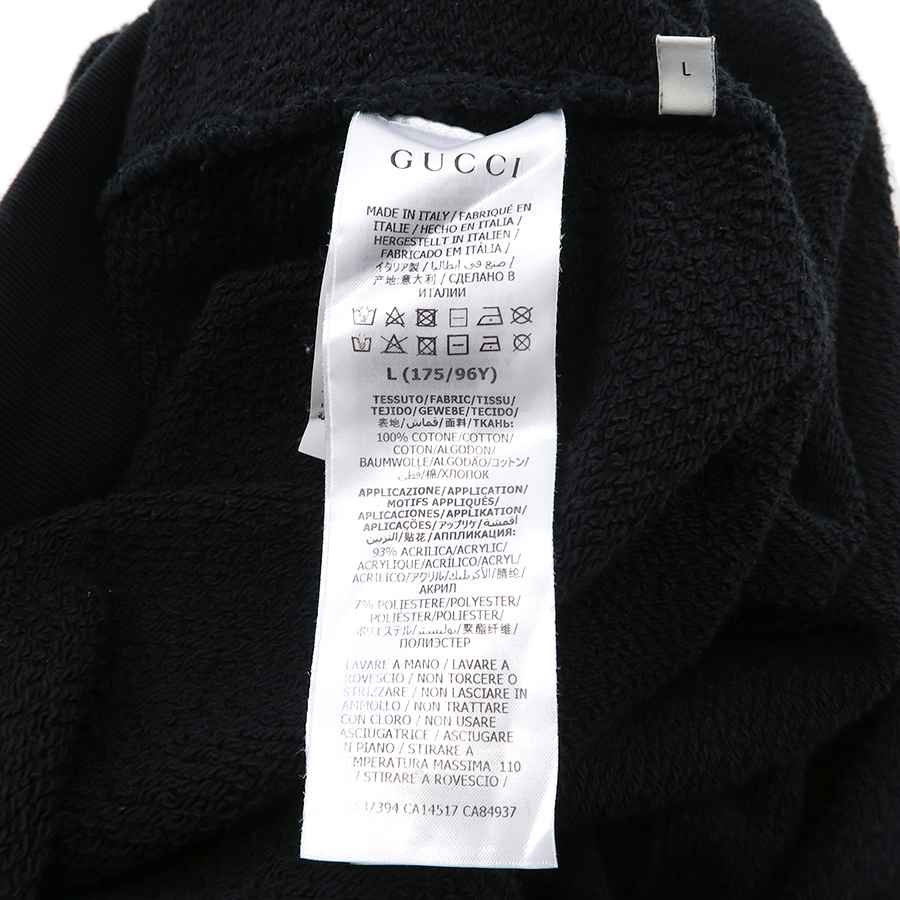 L
GUCCI
MADE IN ITALY / FABRIQUÉ EN
ITALIE / HECHO EN ITALIA /
HERGESTELLT IN ITALIEN /
FABRICADO EM ITÁLIA /
イタリア製 / صنع في إيطاليا /
产地:意大利 / СДЕЛАНО В
ИТАЛИИ
L (175/96Y)
TESSUTO/FABRIC/TISSU/
TEJIDO/GEWEBE/TECIDO/
表地/قماش/面料/ТКАНЬ:
100% COTONE/COTTON/
COTON/ALGODON/
BAUMWOLLE/ALGODÃO/コットン/
قطن/棉/ХЛОПОК
APPLICAZIONE/APPLICATION/
MOTIFS APPLIQUÉS/
APLICACIONES/APPLIKATION/
APLICAÇÕES/アップリケ/أقمشة
التزيين/贴花/АППЛИКАЦИЯ:
93% ACRILICA/ACRYLIC/
ACRYLIQUE/ACRÍLICO/ACRYL/
ACRILICO/アクリル/الأكريليك/腈纶/
АКРИЛ
7% POLIESTERE/POLYESTER/
POLIÉSTER/POLIESTER/
ポリエステル/بوليستر/聚酯纤维/
ПОЛИЭСТЕР
LAVARE A MANO / LAVARE A
ROVESCIO / NON TORCERE O
STRIZZARE / NON LASCIARE IN
AMMOLLO / NON TRATTARE
CON CLORO / NON USARE
ASCIUGATRICE / ASCIUGARE
IN PIANO / STIRARE A
TEMPERATURA MASSIMA 110
/ STIRARE A ROVESCIO /
CA37394 CA14517 CA84937